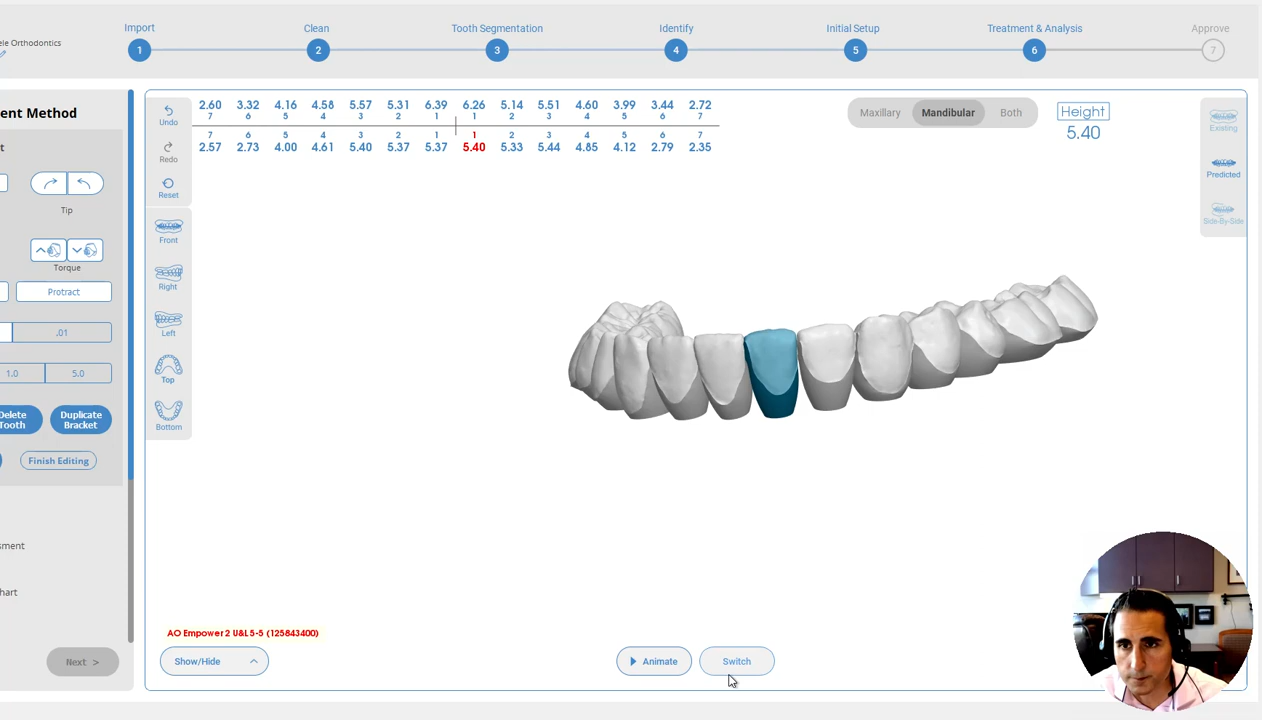 Import Clean Tooth Segmentation Identify Initial Setup Treatment & Analysis Approve
1 2 3 4 5 6 7
ele Orthodontics
ent Method
t
Tip
Torque
Protract
.01
1.0 5.0
Delete
Tooth
Duplicate
Bracket
Finish Editing
sment
hart
Next >
Undo
Redo
Reset
Front
Right
Left
Top
Bottom
2.60 3.32 4.16 4.58 5.57 5.31 6.39 6.26 5.14 5.51 4.60 3.99 3.44 2.72
7 6 5 4 3 2 1 1 2 3 4 5 6 7
7 6 5 4 3 2 1 1 2 3 4 5 6 7
2.57 2.73 4.00 4.61 5.40 5.37 5.37 5.40 5.33 5.44 4.85 4.12 2.79 2.35
Maxillary Mandibular Both
Height
5.40
Existing
Predicted
Side-By-Side
AO Empower 2 U&L 5-5 (125843400)
Show/Hide
Animate
Switch